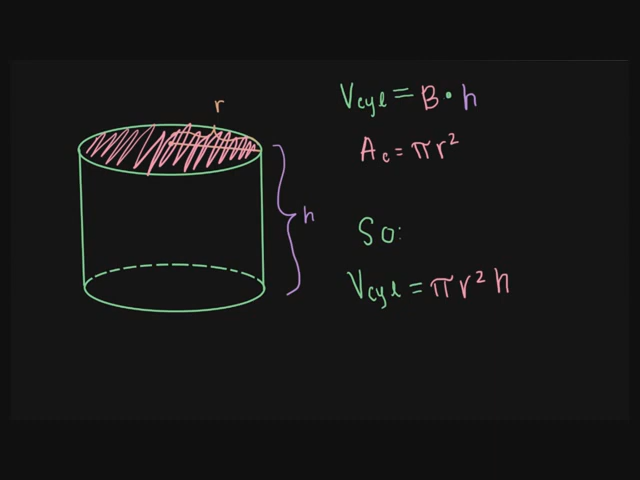 r
h
Vcyl = B · h
Ac = πr²
So:
Vcyl = πr²h